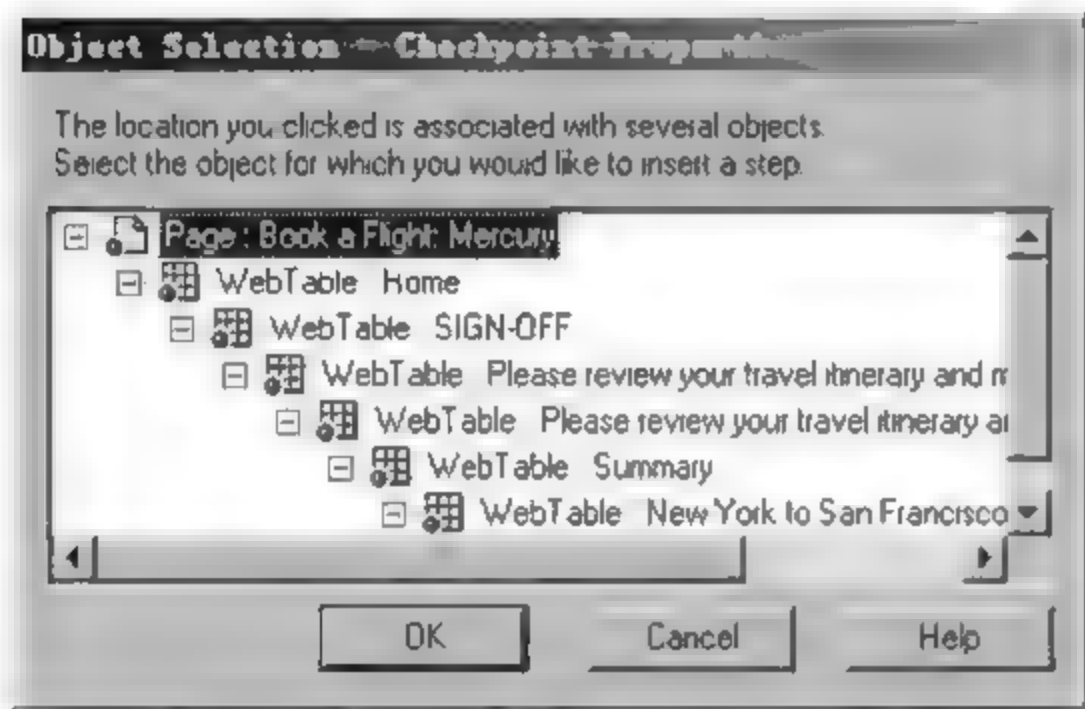 Object Selection - Checkpoint Properti
The location you clicked is associated with several objects.
Select the object for which you would like to insert a step.
Page : Book a Flight: Mercury
WebTable Home
WebTable SIGN-OFF
WebTable Please review your travel itinerary and m
WebTable Please review your travel itinerary ar
WebTable Summary
WebTable New York to San Francisco
OK Cancel Help